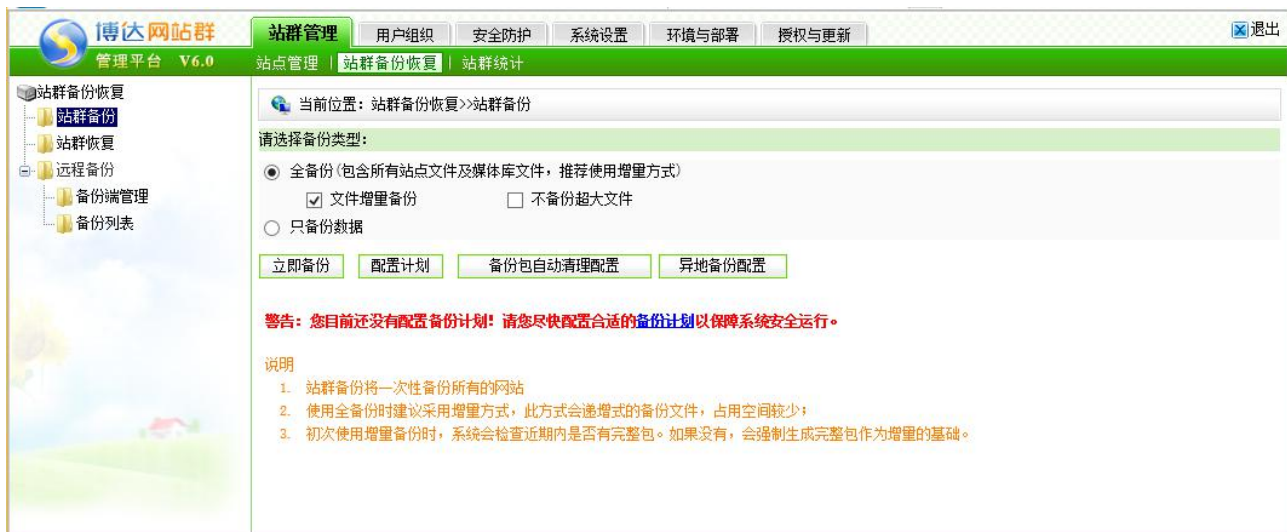 博达网站群
管理平台 V6.0
站群管理 用户组织 安全防护 系统设置 环境与部署 授权与更新 退出
站点管理 | 站群备份恢复 | 站群统计
站群备份恢复
站群备份
站群恢复
远程备份
备份端管理
备份列表
当前位置：站群备份恢复>>站群备份
请选择备份类型：
全备份(包含所有站点文件及媒体库文件，推荐使用增量方式)
文件增量备份 不备份超大文件
只备份数据
立即备份 配置计划 备份包自动清理配置 异地备份配置
警告：您目前还没有配置备份计划！请您尽快配置合适的备份计划以保障系统安全运行。
说明
1. 站群备份将一次性备份所有的网站
2. 使用全备份时建议采用增量方式，此方式会递增式的备份文件，占用空间较少；
3. 初次使用增量备份时，系统会检查近期内是否有完整包。如果没有，会强制生成完整包作为增量的基础。